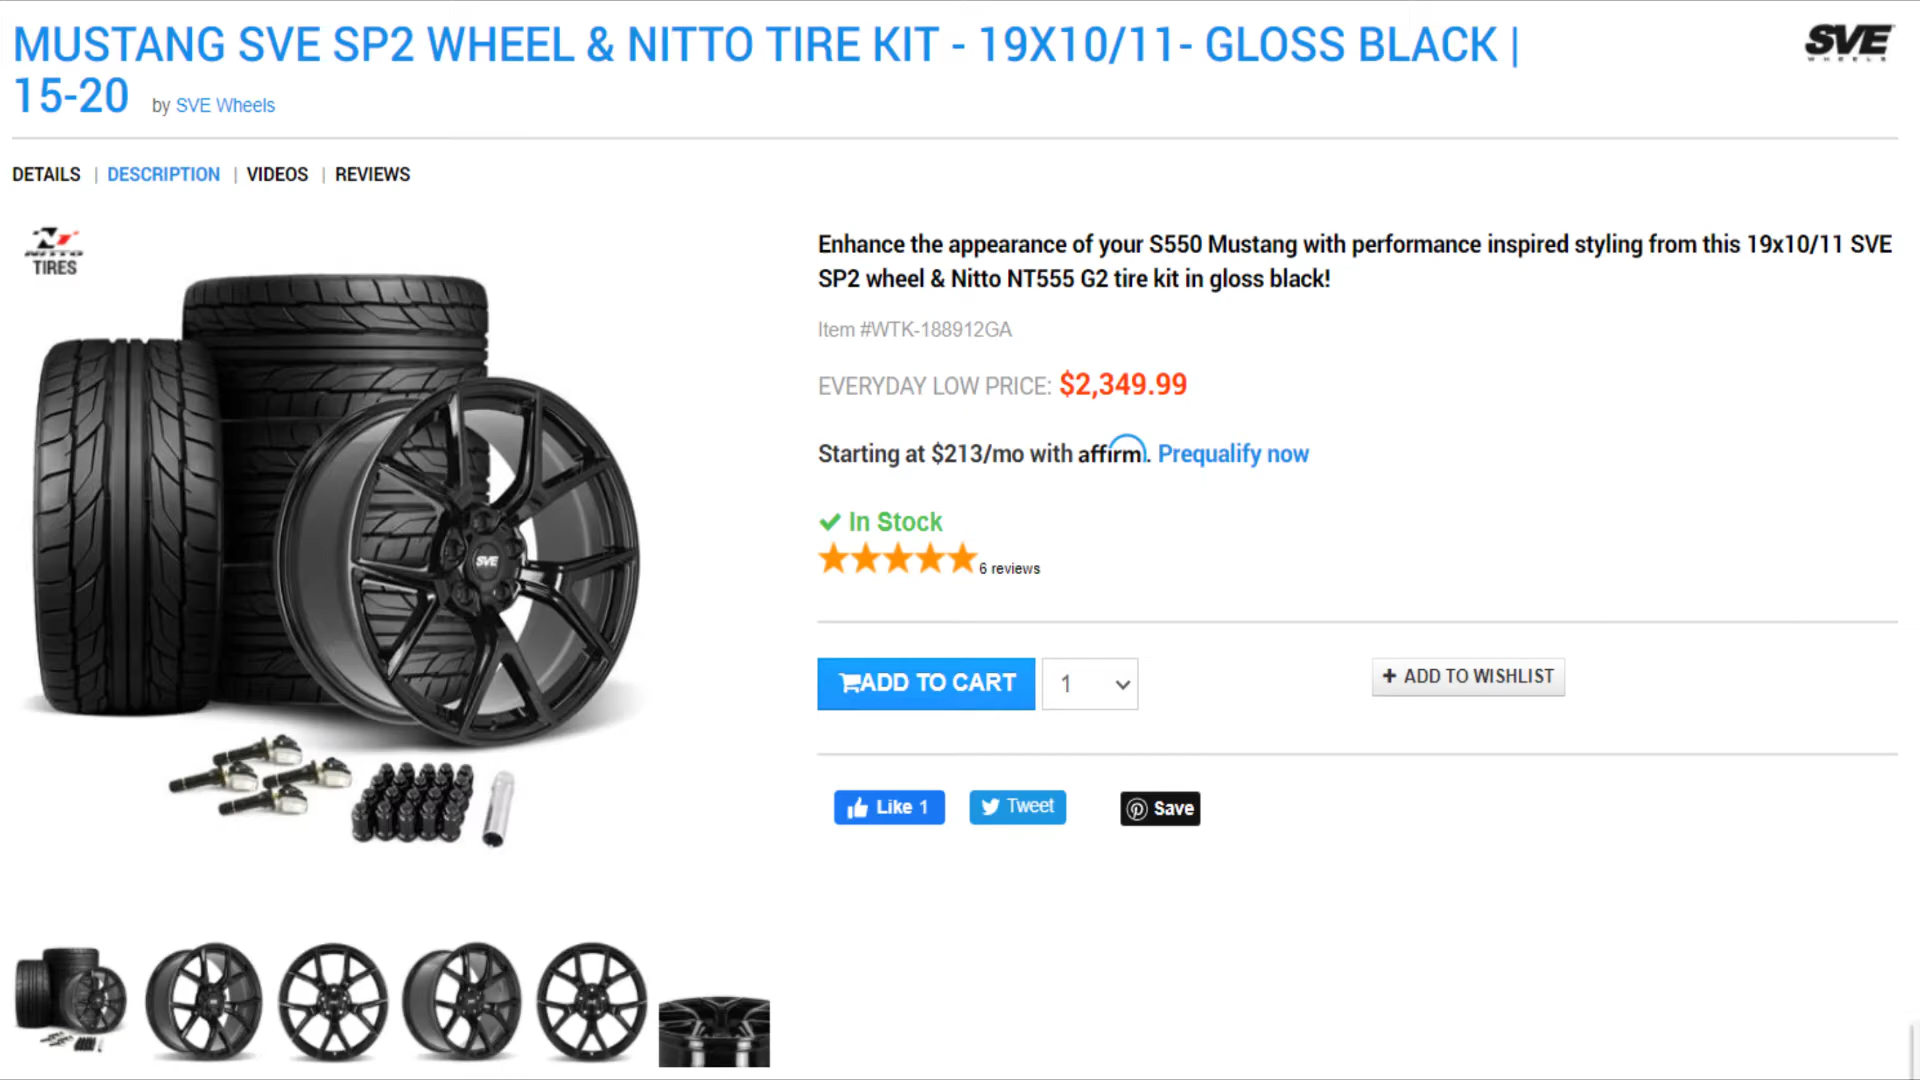 MUSTANG SVE SP2 WHEEL & NITTO TIRE KIT - 19X10/11- GLOSS BLACK |
15-20 by SVE Wheels
SVE
WHEELS
DETAILS | DESCRIPTION | VIDEOS | REVIEWS
NITTO
TIRES
SVE
Enhance the appearance of your S550 Mustang with performance inspired styling from this 19x10/11 SVE
SP2 wheel & Nitto NT555 G2 tire kit in gloss black!
Item #WTK-188912GA
EVERYDAY LOW PRICE: $2,349.99
Starting at $213/mo with affirm. Prequalify now
In Stock
6 reviews
ADD TO CART 1
+ ADD TO WISHLIST
Like 1 Tweet Save